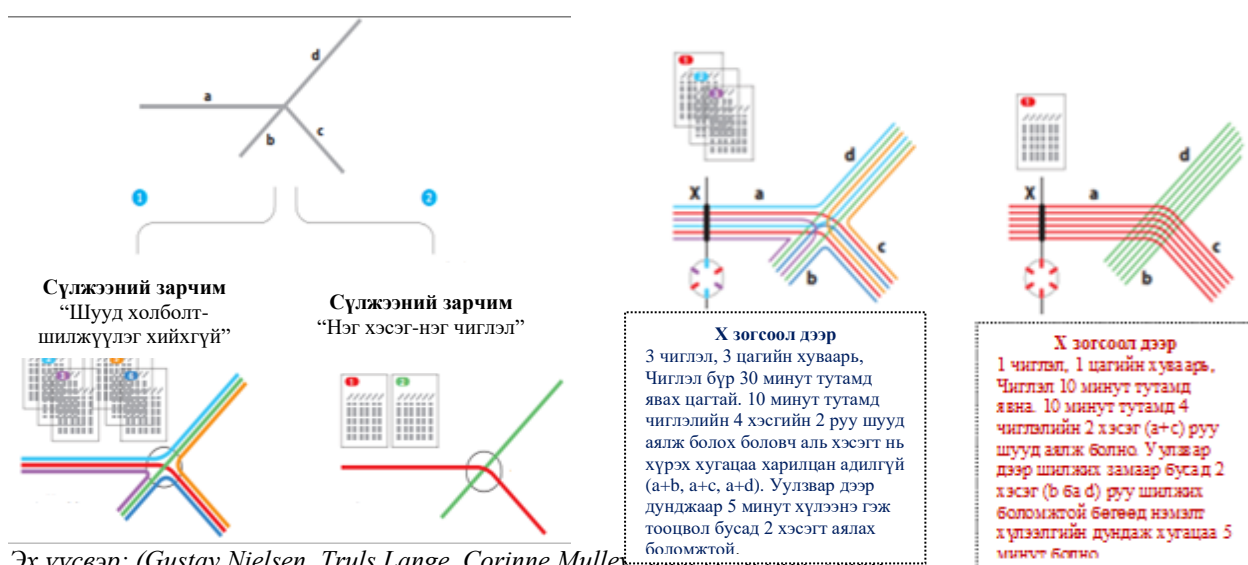 d
a
b
c
1
2
Сүлжээний зарчим
“Шууд холболт-
шилжүүлэг хийхгүй”
Сүлжээний зарчим
“Нэг хэсэг-нэг чиглэл”
1
2
1
d
X
a
c
b
Х зогсоол дээр
3 чиглэл, 3 цагийн хуваарь,
Чиглэл бүр 30 минут тутамд
явах цагтай. 10 минут тутамд
чиглэлийн 4 хэсгийн 2 руу шууд
аялж болох боловч аль хэсэгт нь
хүрэх хугацаа харилцан адилгүй
(a+b, a+c, a+d). Уулзвар дээр
дунджаар 5 минут хүлээнэ гэж
тооцвол бусад 2 хэсэгт аялах
боломжтой.
1
d
X
a
c
b
Х зогсоол дээр
1 чиглэл, 1 цагийн хуваарь,
Чиглэл 10 минут тутамд
явна. 10 минут тутамд 4
чиглэлийн 2 хэсэг (a+c) руу
шууд аялж болно. Уулзвар
дээр шилжих замаар бусад 2
хэсэг (b ба d) руу шилжих
боломжтой бөгөөд нэмэлт
хүлээлгийн дундаж хугацаа 5
минут болно
Эх үүсвэр: (Gustav Nielsen, Truls Lange, Corinne Mulley